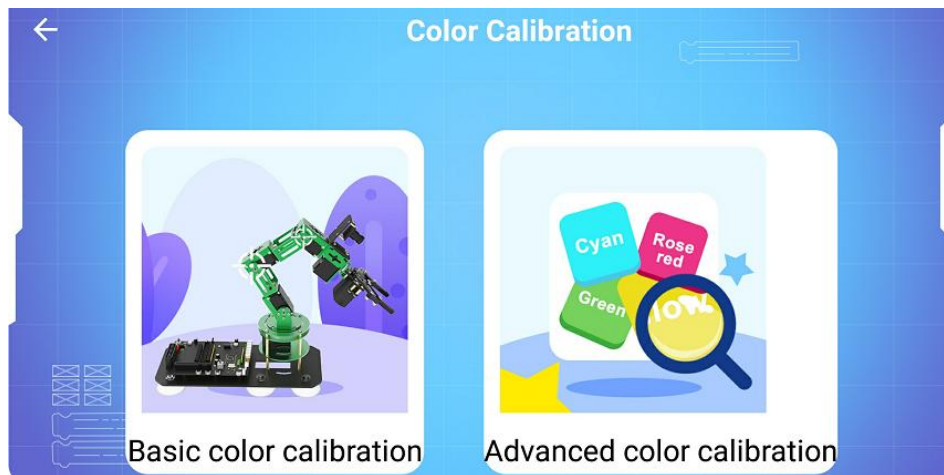 Color Calibration
Cyan
Rose
red
Green
low
Basic color calibration
Advanced color calibration